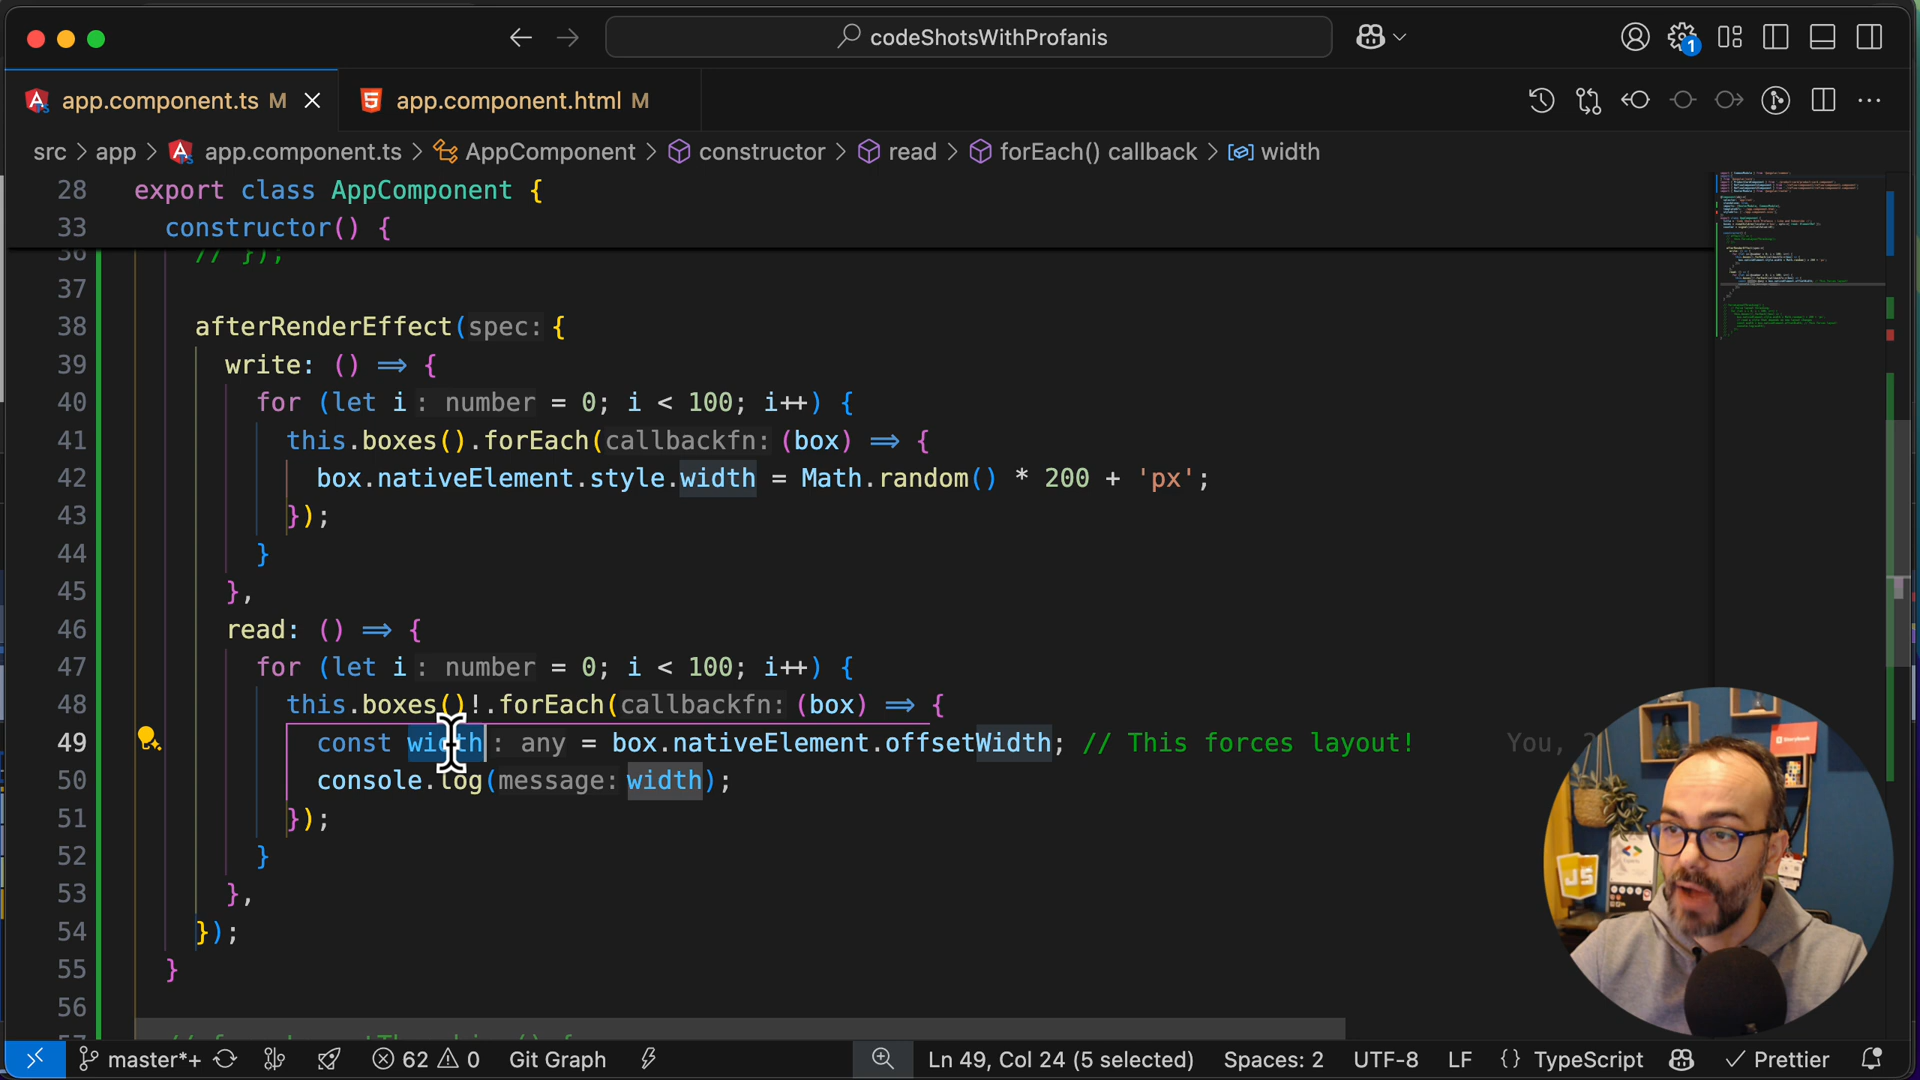 codeShotsWithProfanis
1
app.component.ts M
app.component.html M
src > app > app.component.ts > AppComponent > constructor > read > forEach() callback > width
28 export class AppComponent {
33 constructor() {
36 // });
37
38 afterRenderEffect(spec: {
39 write: () => {
40 for (let i: number = 0; i < 100; i++) {
41 this.boxes().forEach(callbackfn: (box) => {
42 box.nativeElement.style.width = Math.random() * 200 + 'px';
43 });
44 }
45 },
46 read: () => {
47 for (let i: number = 0; i < 100; i++) {
48 this.boxes()!.forEach(callbackfn: (box) => {
49 const width: any = box.nativeElement.offsetWidth; // This forces layout! You,
50 console.log(message: width);
51 });
52 }
53 },
54 });
55 }
56
JS
master*+ 62 0 Git Graph Ln 49, Col 24 (5 selected) Spaces: 2 UTF-8 LF {} TypeScript Prettier